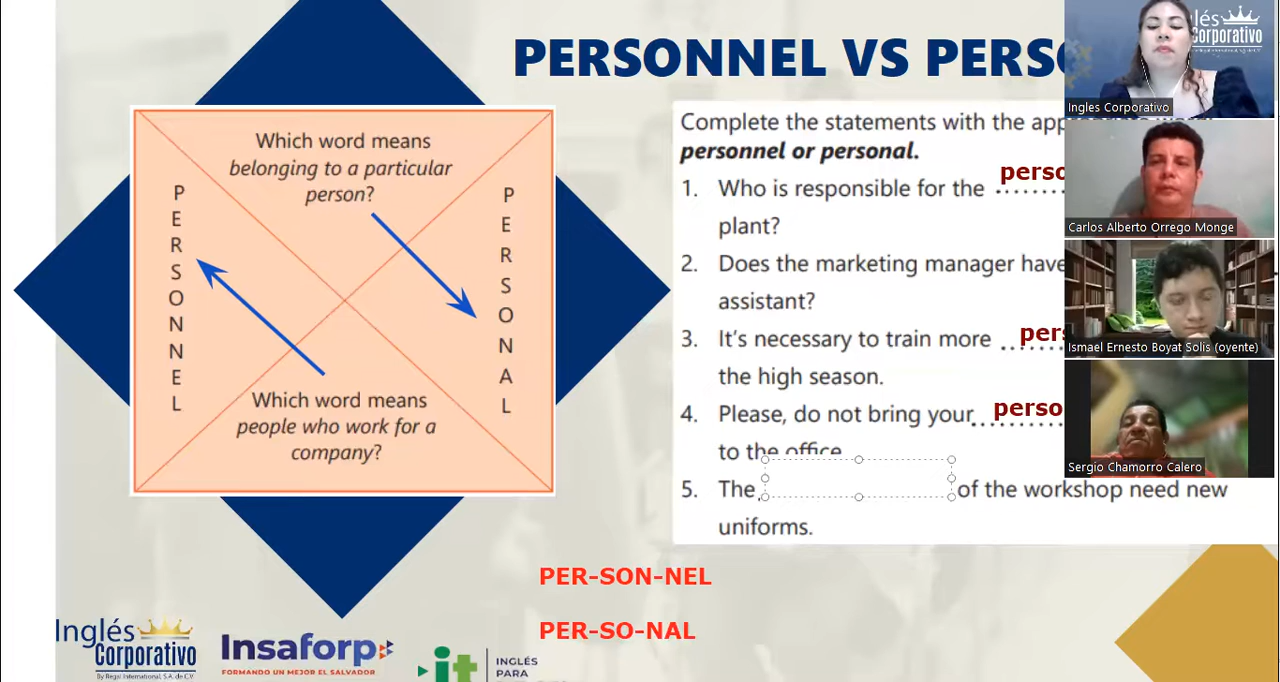 PERSONNEL VS PERSO
Which word means
belonging to a particular
person?
PERSONNEL
PERSONAL
Which word means
people who work for a
company?
Complete the statements with the app
personnel or personal.
1. Who is responsible for the perso
plant?
2. Does the marketing manager have
assistant?
3. It's necessary to train more pers
the high season.
4. Please, do not bring your perso
to the office
5. The of the workshop need new
uniforms.
PER-SON-NEL
PER-SO-NAL
Inglés
Corporativo
By Regal International, S.A. de C.V
Insaforp
FORMANDO UN MEJOR EL SALVADOR
it
INGLÉS
PARA
lés
Corporativo
Ingles Corporativo
Carlos Alberto Orrego Monge
Ismael Ernesto Boyat Solis (oyente)
Sergio Chamorro Calero